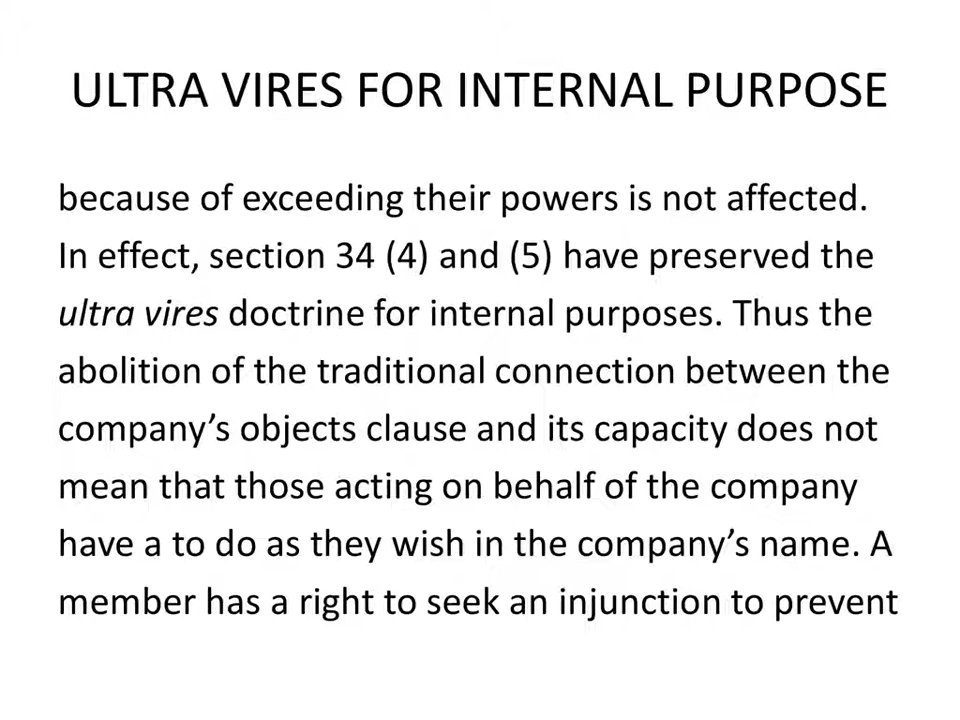 ULTRA VIRES FOR INTERNAL PURPOSE
because of exceeding their powers is not affected.
In effect, section 34 (4) and (5) have preserved the
ultra vires doctrine for internal purposes. Thus the
abolition of the traditional connection between the
company’s objects clause and its capacity does not
mean that those acting on behalf of the company
have a to do as they wish in the company’s name. A
member has a right to seek an injunction to prevent